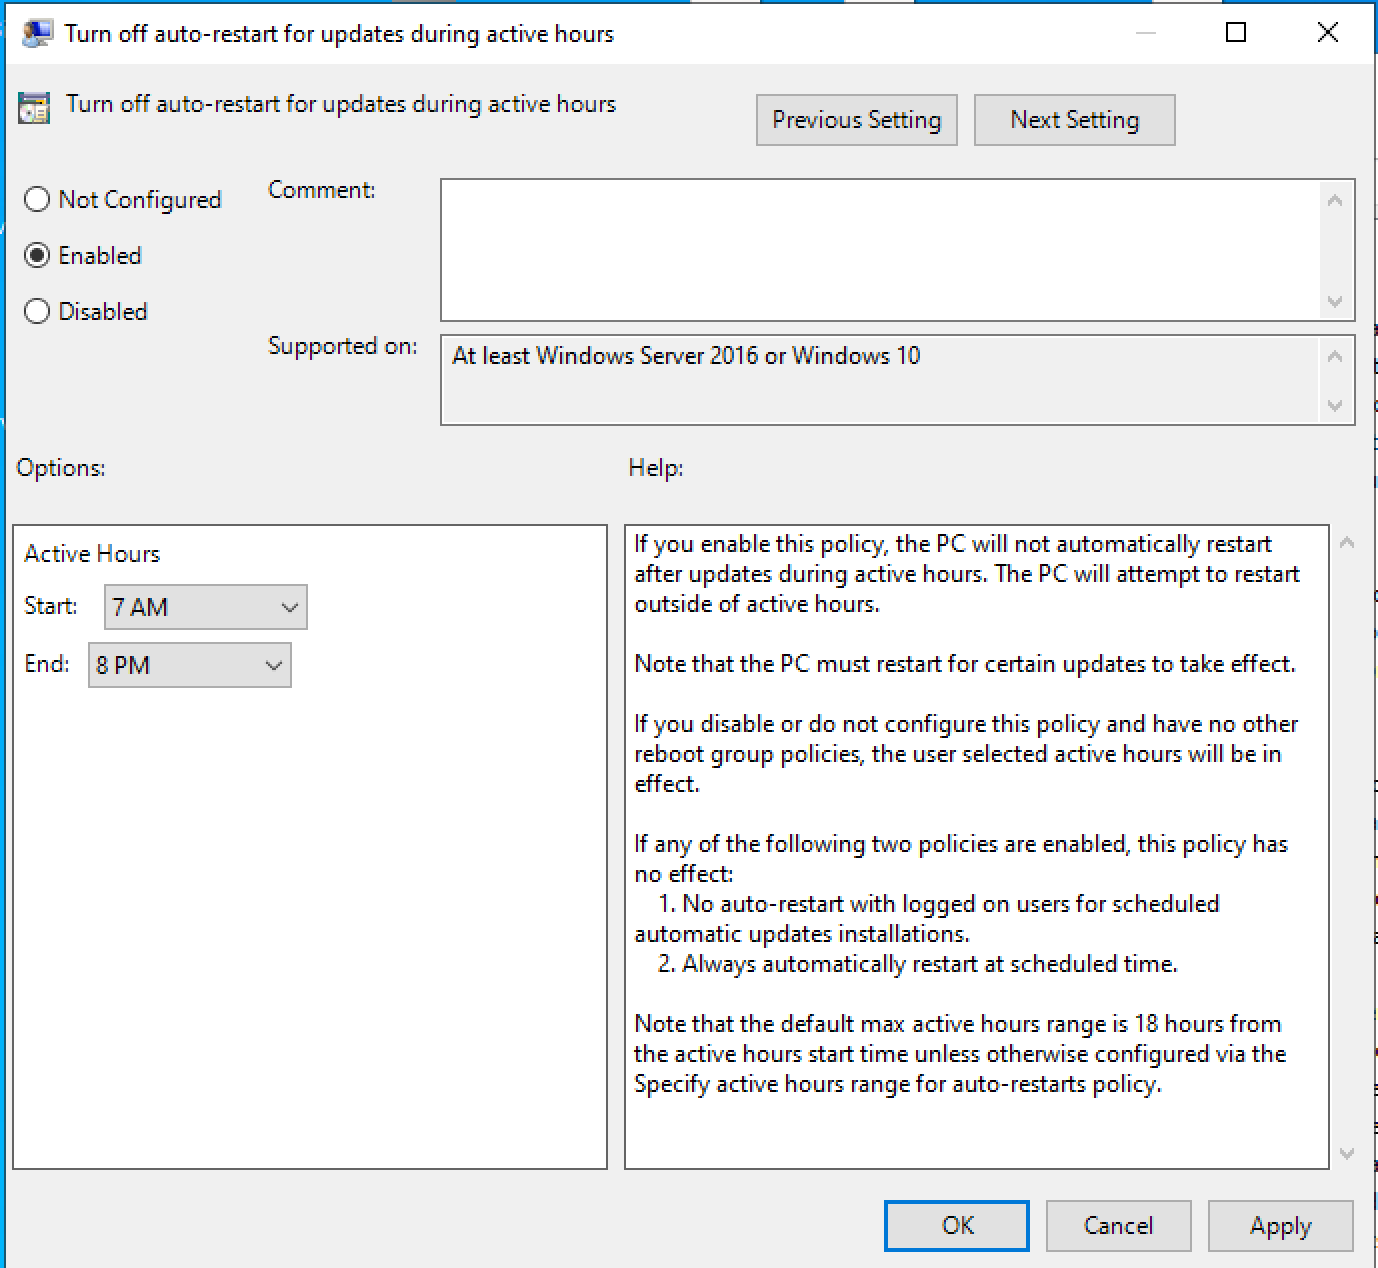 Turn off auto-restart for updates during active hours
Turn off auto-restart for updates during active hours
Previous Setting
Next Setting
Not Configured
Enabled
Disabled
Comment:
Supported on:
At least Windows Server 2016 or Windows 10
Options:
Help:
Active Hours
Start:
7 AM
End:
8 PM
If you enable this policy, the PC will not automatically restart
after updates during active hours. The PC will attempt to restart
outside of active hours.
Note that the PC must restart for certain updates to take effect.
If you disable or do not configure this policy and have no other
reboot group policies, the user selected active hours will be in
effect.
If any of the following two policies are enabled, this policy has
no effect:
1. No auto-restart with logged on users for scheduled
automatic updates installations.
2. Always automatically restart at scheduled time.
Note that the default max active hours range is 18 hours from
the active hours start time unless otherwise configured via the
Specify active hours range for auto-restarts policy.
OK
Cancel
Apply